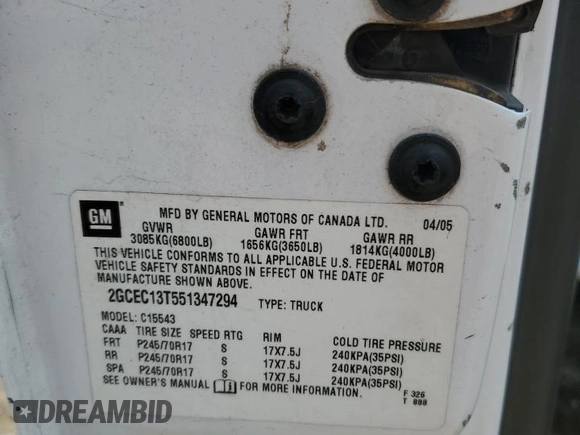 GM
MFD BY GENERAL MOTORS OF CANADA LTD. 04/05
GVWR GAWR FRT GAWR RR
3085KG(6800LB) 1656KG(3650LB) 1814KG(4000LB)
THIS VEHICLE CONFORMS TO ALL APPLICABLE U.S. FEDERAL MOTOR
VEHICLE SAFETY STANDARDS IN EFFECT ON THE DATE OF
MANUFACTURE SHOWN ABOVE.
2GCEC13T551347294 TYPE: TRUCK
MODEL: C15543
CAAA TIRE SIZE SPEED RTG RIM COLD TIRE PRESSURE
FRT P245/70R17 S 17X7.5J 240KPA(35PSI)
RR P245/70R17 S 17X7.5J 240KPA(35PSI)
SPA P245/70R17 S 17X7.5J 240KPA(35PSI)
SEE OWNER'S MANUAL FOR MORE INFORMATION.
F 326
T 888
DREAMBID